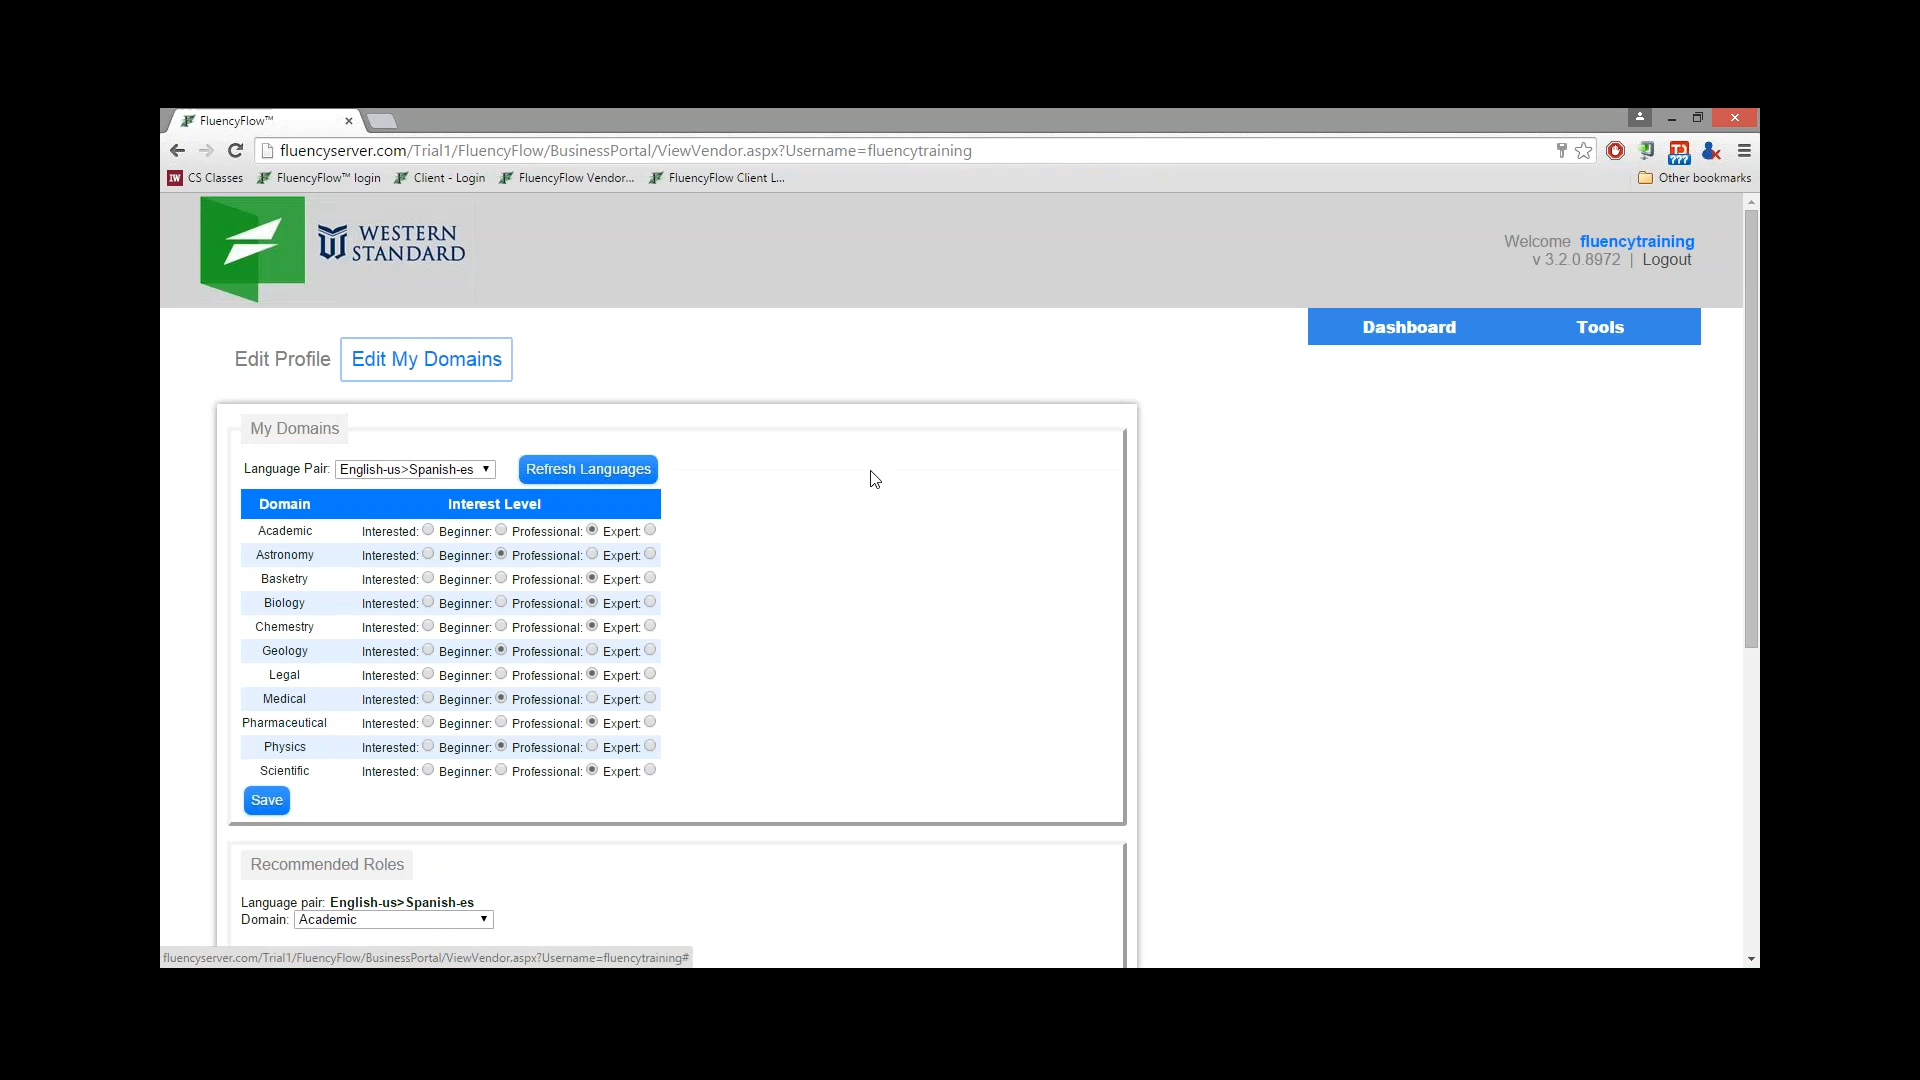 FluencyFlow™
fluencyserver.com/Trial1/FluencyFlow/BusinessPortal/ViewVendor.aspx?Username=fluencytraining
CS Classes FluencyFlow™ login Client - Login FluencyFlow Vendor... FluencyFlow Client L... Other bookmarks
WESTERN
STANDARD
Welcome fluencytraining
v 3.2.0.8972 | Logout
Dashboard Tools
Edit Profile Edit My Domains
My Domains
Language Pair: English-us>Spanish-es Refresh Languages
Domain Interest Level
Academic Interested: Beginner: Professional: Expert:
Astronomy Interested: Beginner: Professional: Expert:
Basketry Interested: Beginner: Professional: Expert:
Biology Interested: Beginner: Professional: Expert:
Chemestry Interested: Beginner: Professional: Expert:
Geology Interested: Beginner: Professional: Expert:
Legal Interested: Beginner: Professional: Expert:
Medical Interested: Beginner: Professional: Expert:
Pharmaceutical Interested: Beginner: Professional: Expert:
Physics Interested: Beginner: Professional: Expert:
Scientific Interested: Beginner: Professional: Expert:
Save
Recommended Roles
Language pair: English-us>Spanish-es
Domain: Academic
fluencyserver.com/Trial1/FluencyFlow/BusinessPortal/ViewVendor.aspx?Username=fluencytraining#